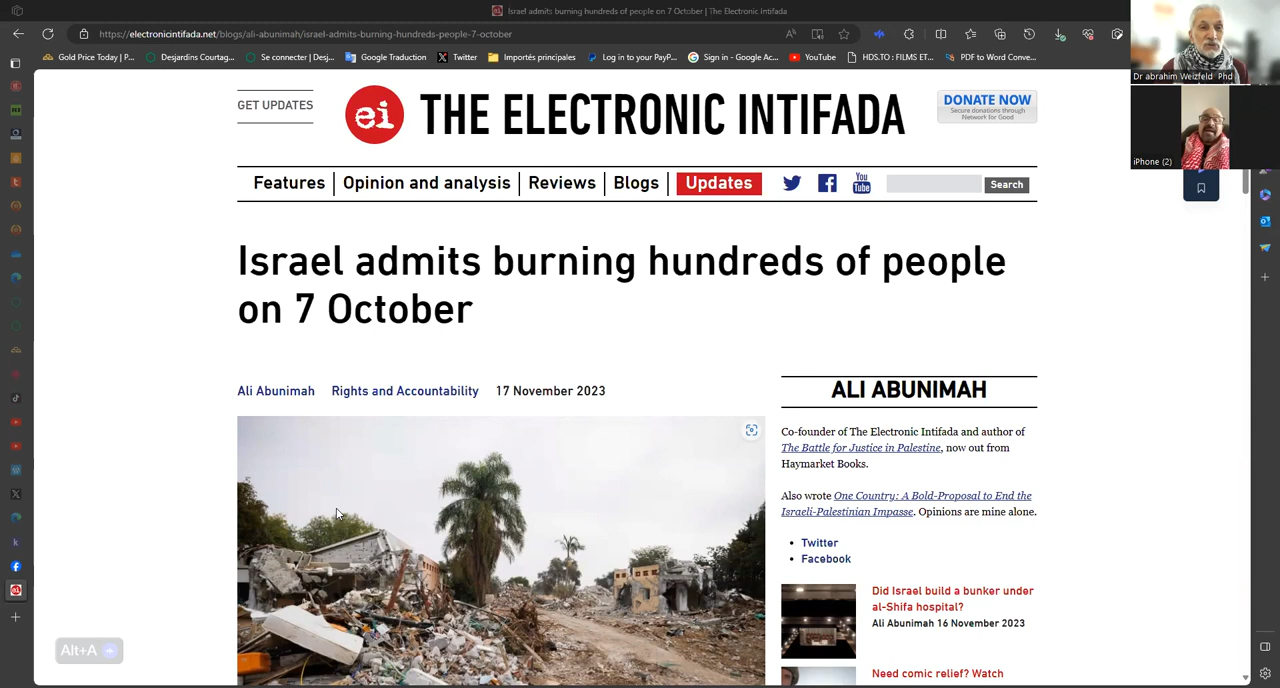 Israel admits burning hundreds of people on 7 October | The Electronic Intifada
https://electronicintifada.net/blogs/ali-abunimah/israel-admits-burning-hundreds-people-7-october
Gold Price Today | P... Desjardins Courtag... Se connecter | Desj... Google Traduction Twitter Importés principales Log in to your PayP... Sign in - Google Ac... YouTube HDS.TO : FILMS ET... PDF to Word Conve...
Dr abrahim Weizfeld Phd
iPhone (2)
GET UPDATES
ei THE ELECTRONIC INTIFADA
DONATE NOW
Secure donations through
Network for Good
Features Opinion and analysis Reviews Blogs Updates You Tube Search
Israel admits burning hundreds of people
on 7 October
Ali Abunimah Rights and Accountability 17 November 2023
ALI ABUNIMAH
Co-founder of The Electronic Intifada and author of
The Battle for Justice in Palestine, now out from
Haymarket Books.
Also wrote One Country: A Bold-Proposal to End the
Israeli-Palestinian Impasse. Opinions are mine alone.
• Twitter
• Facebook
Did Israel build a bunker under
al-Shifa hospital?
Ali Abunimah 16 November 2023
Need comic relief? Watch
Alt+A